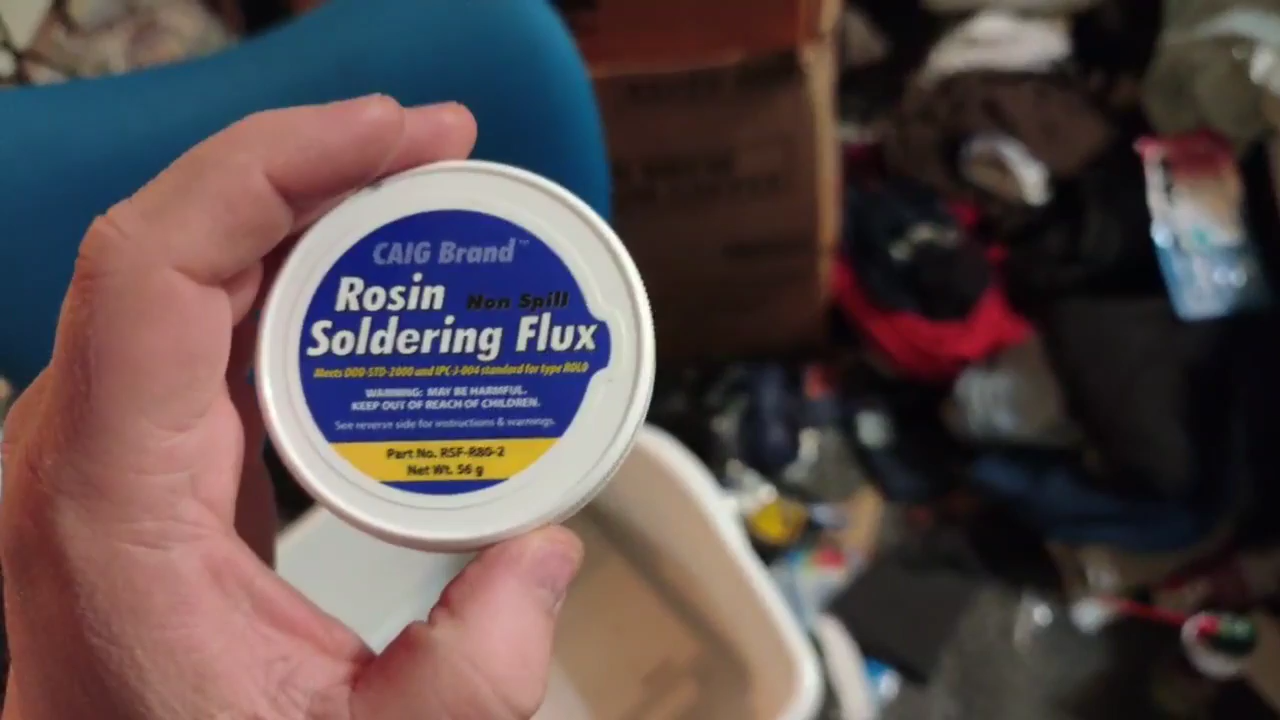 CAIG Brand™
Rosin Non Spill
Soldering Flux
Meets DOD-STD-2000 and IPC-J-004 standard for type ROLO
WARNING: MAY BE HARMFUL.
KEEP OUT OF REACH OF CHILDREN.
See reverse side for instructions & warnings.
Part No. RSF-R80-2
Net Wt. 56 g